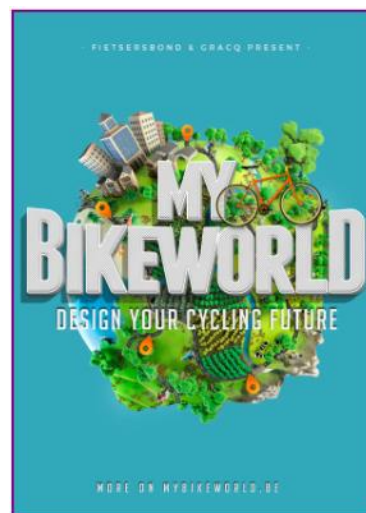 · FIETSERSBOND & GRACQ PRESENT ·
MY
BIKEWORLD
DESIGN YOUR CYCLING FUTURE
MORE ON MYBIKEWORLD.BE